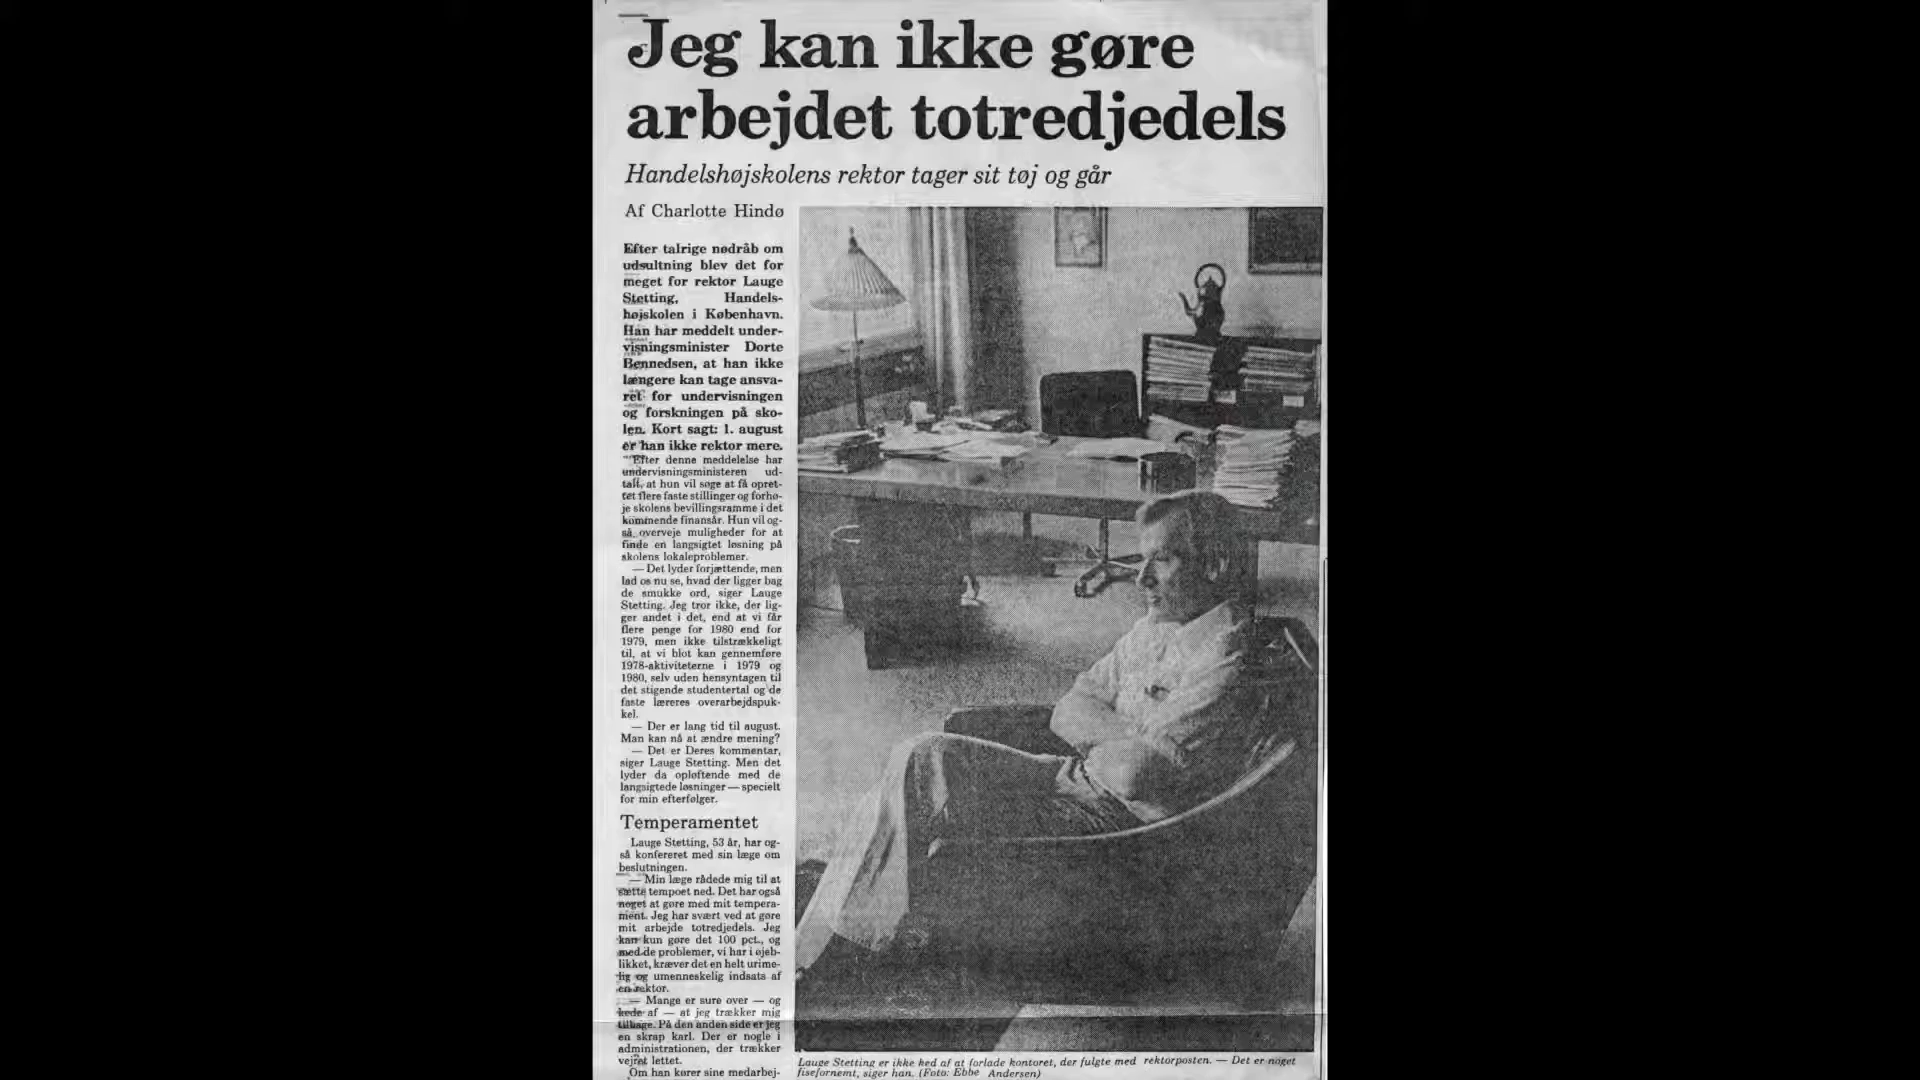 Jeg kan ikke gøre
arbejdet totredjedels
Handelshøjskolens rektor tager sit tøj og går
Af Charlotte Hindø
Efter talrige nødråb om
udsultning blev det for
meget for rektor Lauge
Stetting, Handels-
højskolen i København.
Han har meddelt under-
visningsminister Dorte
Bennedsen, at han ikke
længere kan tage ansva-
ret for undervisningen
og forskningen på sko-
len. Kort sagt: 1. august
er han ikke rektor mere.
Efter denne meddelelse har
undervisningsministeren ud-
talt, at hun vil søge at få opret-
tet flere faste stillinger og forhø-
je skolens bevillingsramme i det
kommende finansår. Hun vil og-
så overveje muligheder for at
finde en langsigtet løsning på
skolens lokaleproblemer.
— Det lyder forjættende, men
lad os nu se, hvad der ligger bag
de smukke ord, siger Lauge
Stetting. Jeg tror ikke, der lig-
ger andet i det, end at vi får
flere penge for 1980 end for
1979, men ikke tilstrækkeligt
til, at vi blot kan gennemføre
1978-aktiviteterne i 1979 og
1980, selv uden hensyntagen til
det stigende studentertal og de
faste læreres overarbejdspuk-
kel.
— Der er lang tid til august.
Man kan nå at ændre mening?
— Det er Deres kommentar,
siger Lauge Stetting. Men det
lyder da opløftende med de
langsigtede løsninger — specielt
for min efterfølger.
Temperamentet
Lauge Stetting, 53 år, har og-
så konfereret med sin læge om
beslutningen.
— Min læge rådede mig til at
sætte tempoet ned. Det har også
noget at gøre med mit tempera-
ment. Jeg har svært ved at gøre
mit arbejde totredjedels. Jeg
kan kun gøre det 100 pct., og
med de problemer, vi har i øjeb-
likket, kræver det en helt urime-
lig og umenneskelig indsats af
en rektor.
— Mange er sure over — og
kede af — at jeg trækker mig
tilbage. På den anden side er jeg
en skrap karl. Der er nogle i
administrationen, der trækker
vejret lettet.
Om han kører sine medarbej-
Lauge Stetting er ikke ked af at forlade kontoret, der fulgte med rektorposten. — Det er noget
fisefornemt, siger han. (Foto: Ebbe Andersen)